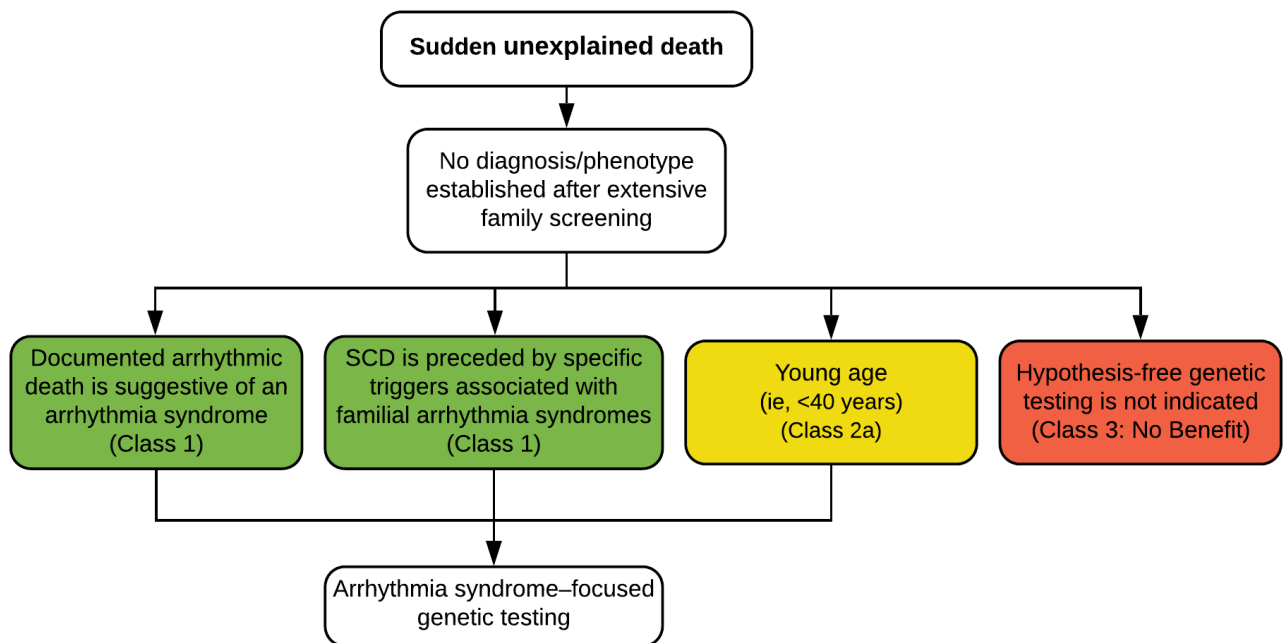 Sudden unexplained death
No diagnosis/phenotype
established after extensive
family screening
Documented arrhythmic
death is suggestive of an
arrhythmia syndrome
(Class 1)
SCD is preceded by specific
triggers associated with
familial arrhythmia syndromes
(Class 1)
Young age
(ie, <40 years)
(Class 2a)
Hypothesis-free genetic
testing is not indicated
(Class 3: No Benefit)
Arrhythmia syndrome–focused
genetic testing